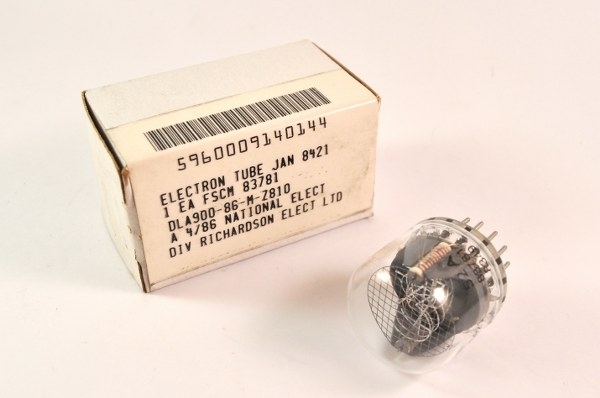 5960009140144
ELECTRON TUBE JAN 8421
1 EA FSCM 83781
DLA900-86-M-Z810
A 4/86 NATIONAL ELECT
DIV RICHARDSON ELECT LTD